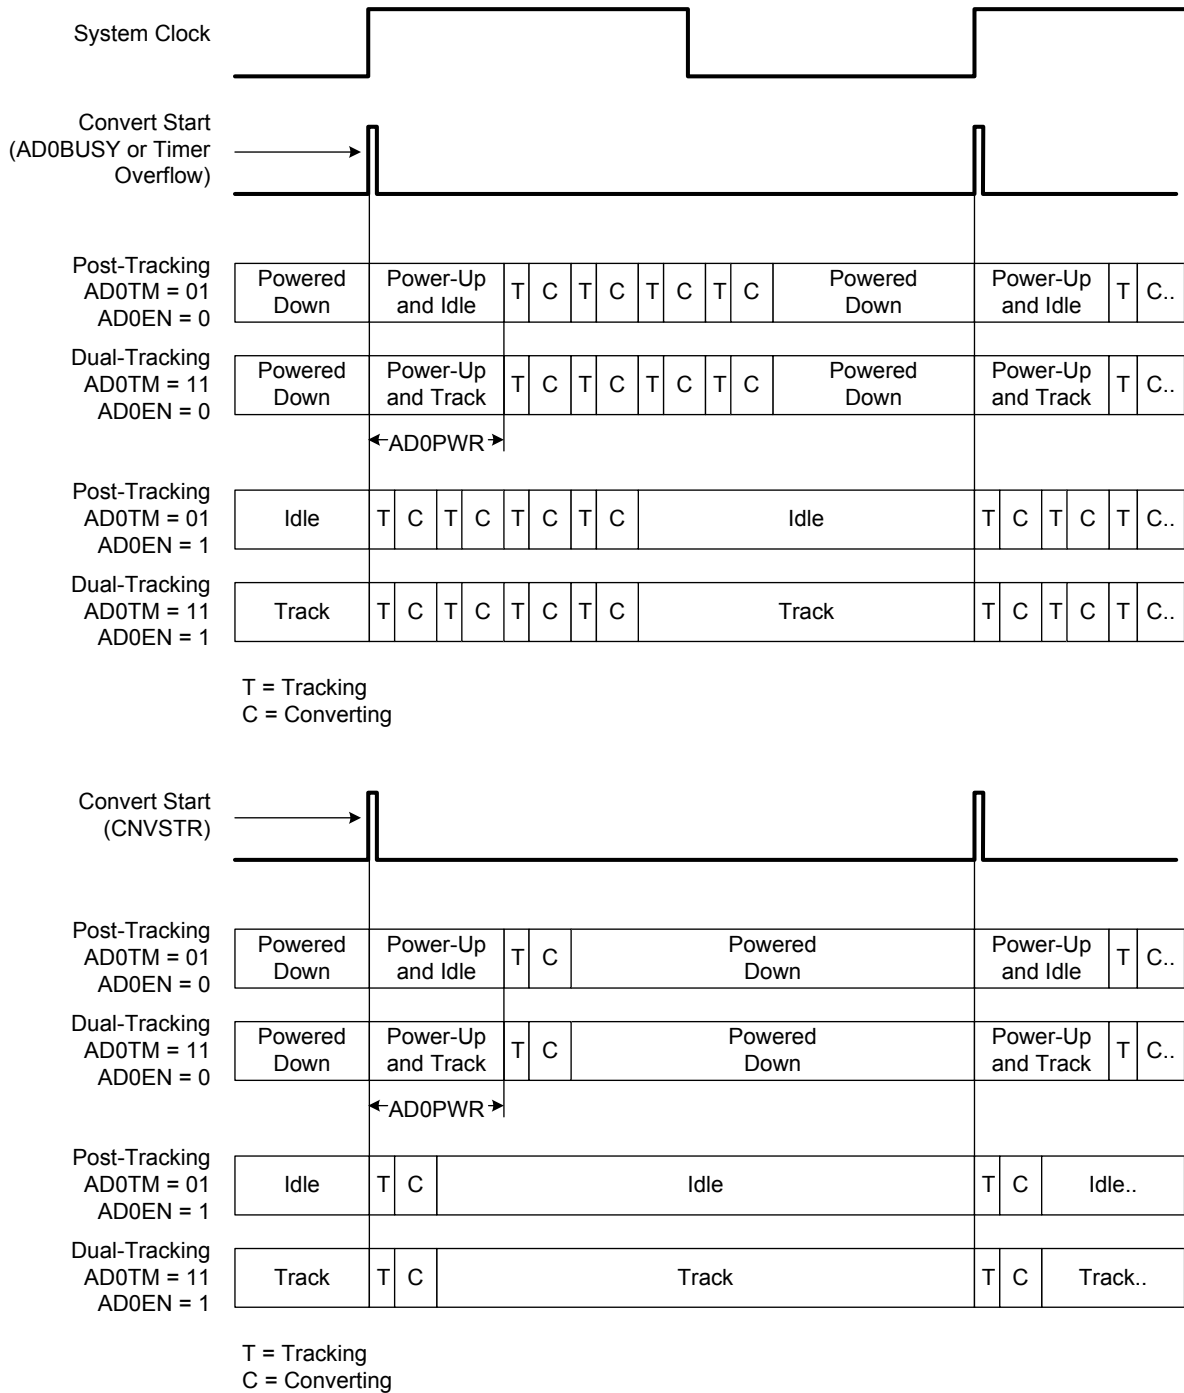 System Clock
Convert Start
(AD0BUSY or Timer
Overflow)
Post-Tracking
AD0TM = 01
AD0EN = 0
Powered
Down
Power-Up
and Idle
T C T C T C T C
Powered
Down
Power-Up
and Idle
T C..
Dual-Tracking
AD0TM = 11
AD0EN = 0
Powered
Down
Power-Up
and Track
T C T C T C T C
Powered
Down
Power-Up
and Track
T C..
AD0PWR
Post-Tracking
AD0TM = 01
AD0EN = 1
Idle T C T C T C T C Idle T C T C T C..
Dual-Tracking
AD0TM = 11
AD0EN = 1
Track T C T C T C T C Track T C T C T C..
T = Tracking
C = Converting
Convert Start
(CNVSTR)
Post-Tracking
AD0TM = 01
AD0EN = 0
Powered
Down
Power-Up
and Idle
T C
Powered
Down
Power-Up
and Idle
T C..
Dual-Tracking
AD0TM = 11
AD0EN = 0
Powered
Down
Power-Up
and Track
T C
Powered
Down
Power-Up
and Track
T C..
AD0PWR
Post-Tracking
AD0TM = 01
AD0EN = 1
Idle T C Idle T C Idle..
Dual-Tracking
AD0TM = 11
AD0EN = 1
Track T C Track T C Track..
T = Tracking
C = Converting